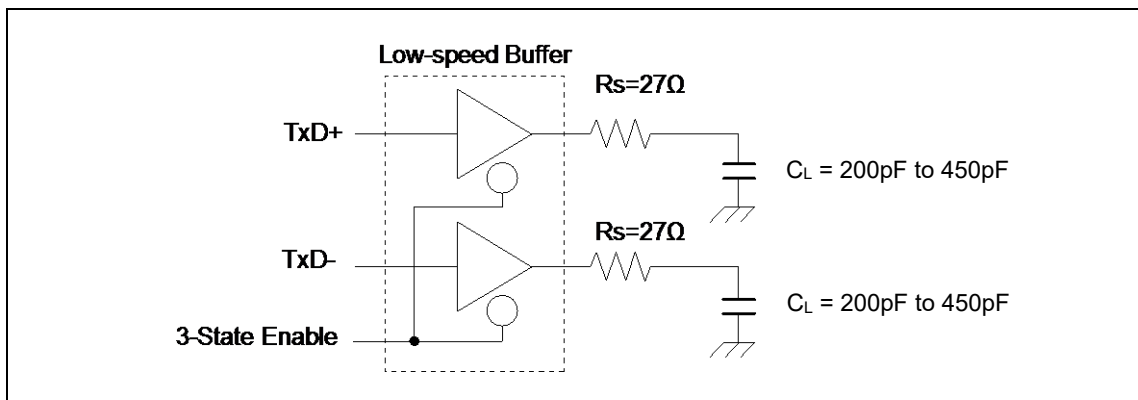 Low-speed Buffer
Rs=27Ω
TxD+
CL = 200pF to 450pF
Rs=27Ω
TxD-
CL = 200pF to 450pF
3-State Enable